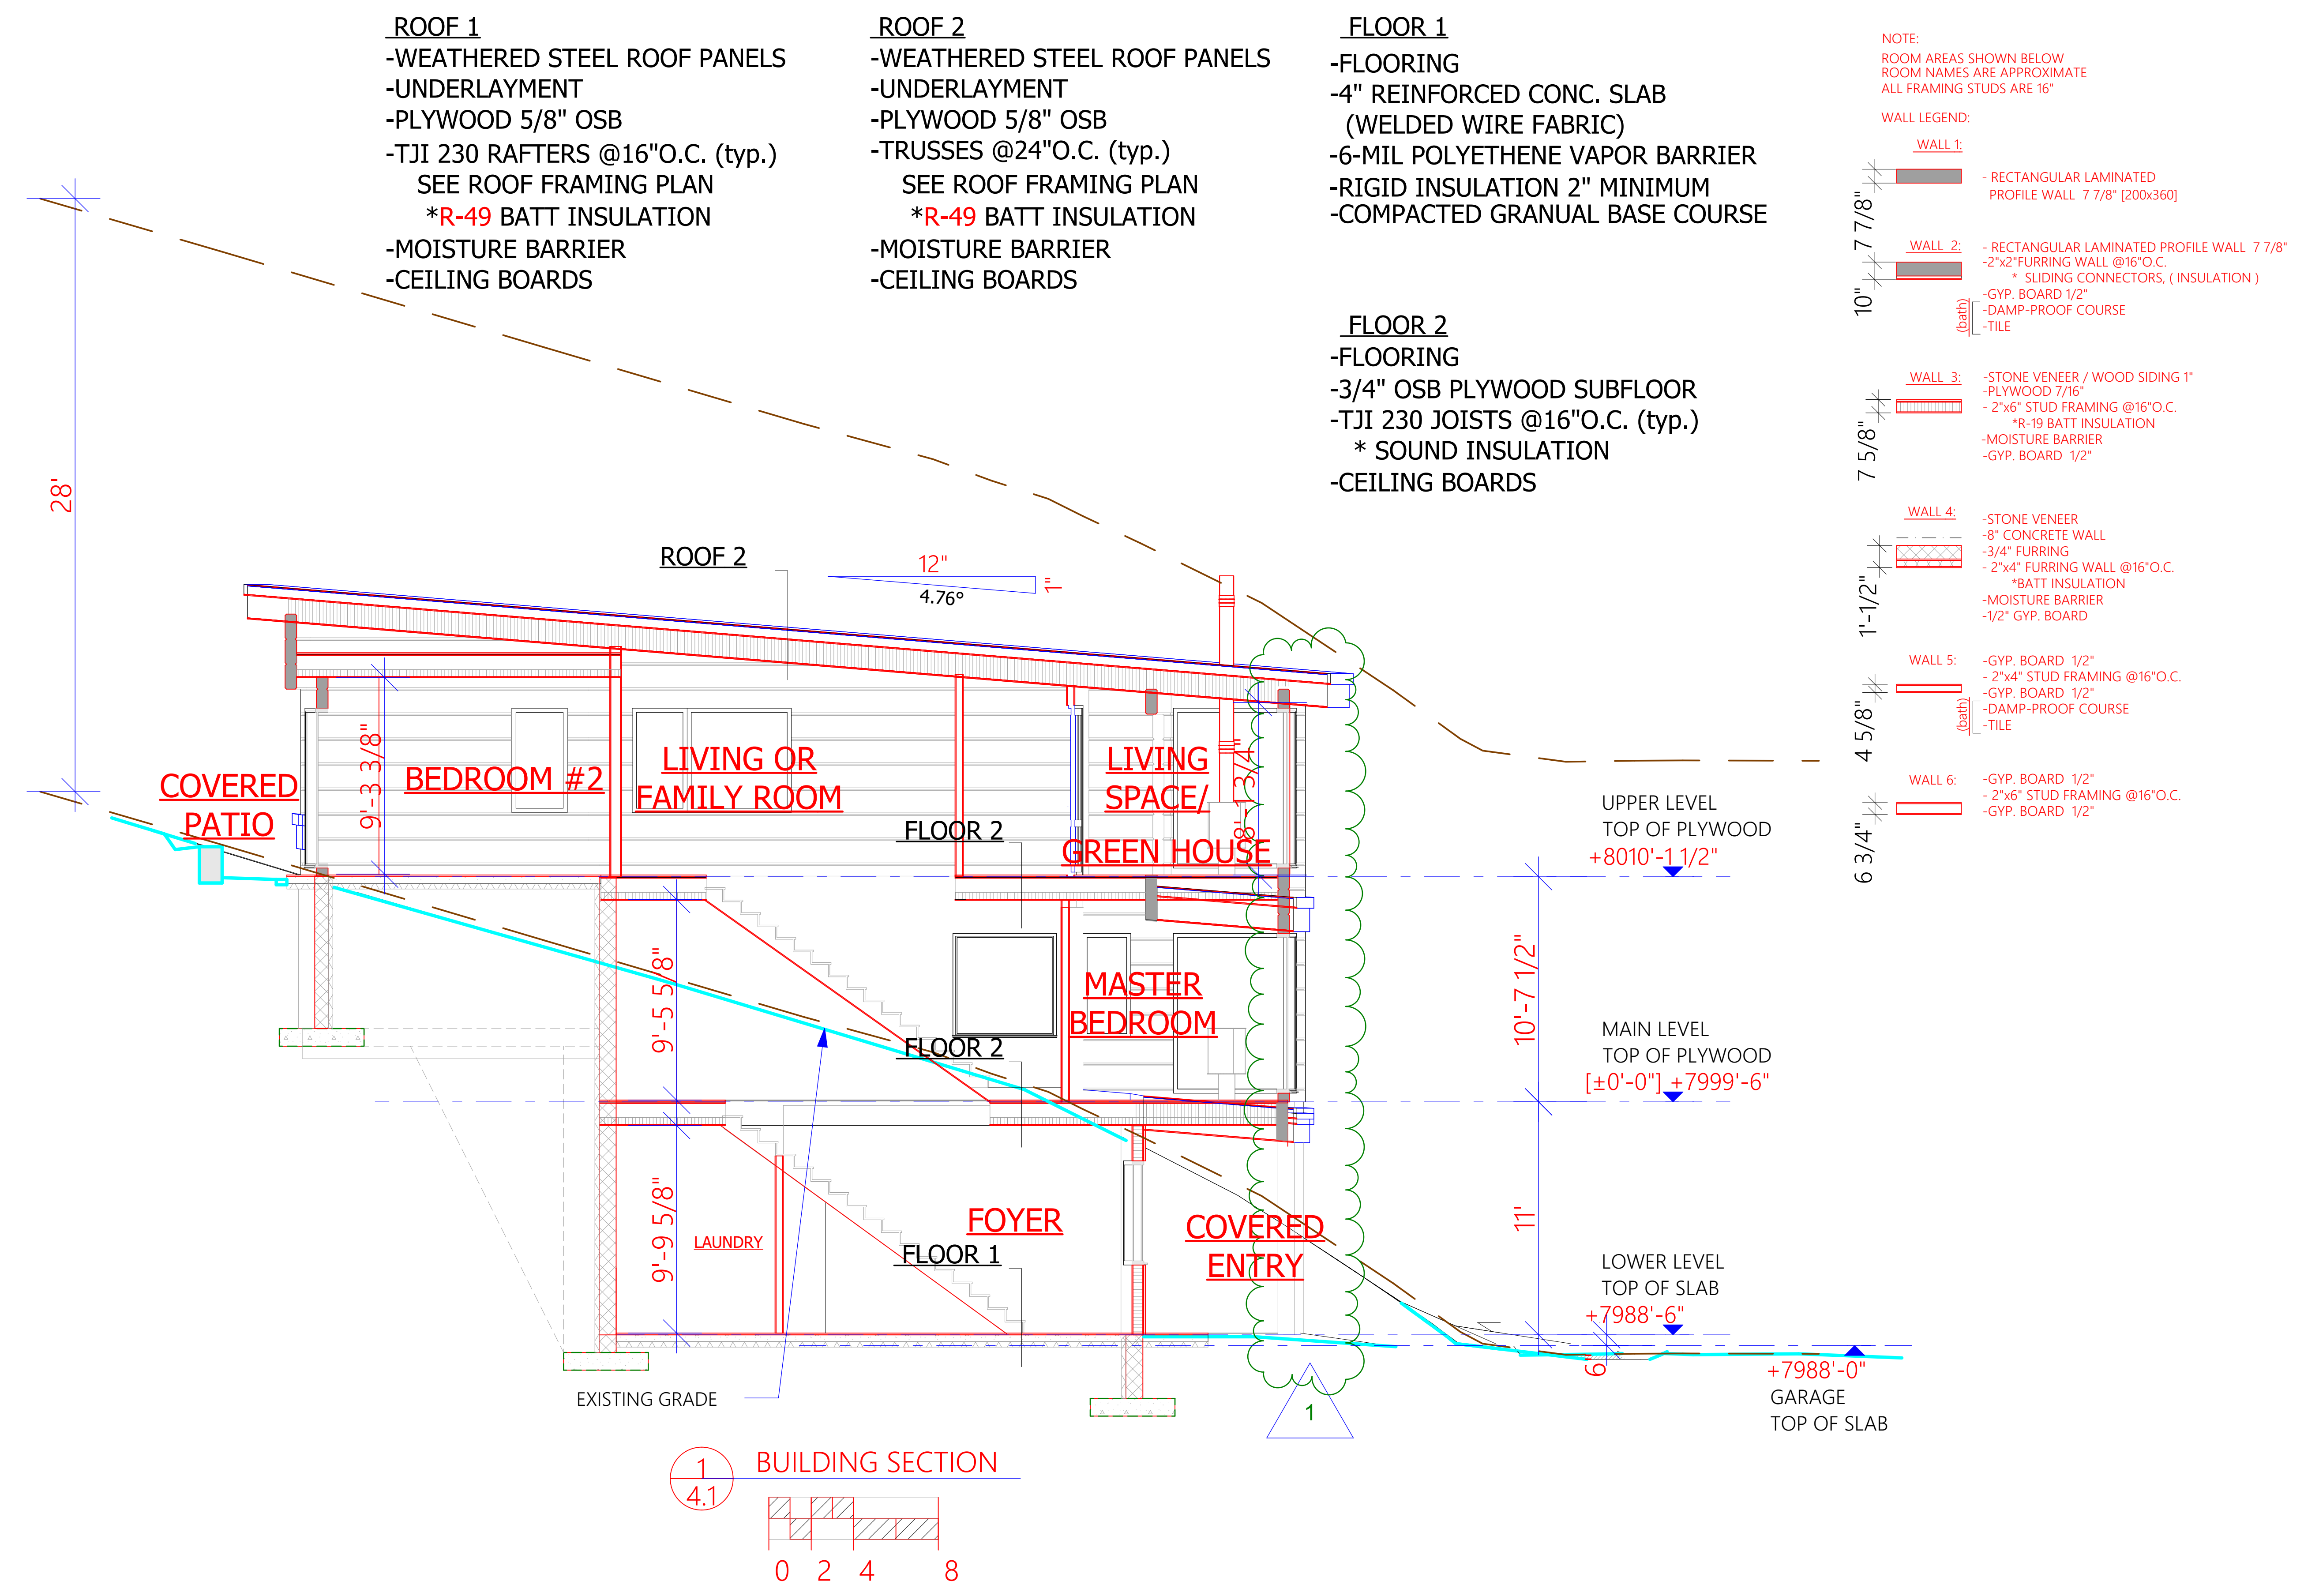 ROOF 1
-WEATHERED STEEL ROOF PANELS
-UNDERLAYMENT
-PLYWOOD 5/8" OSB
-TJI 230 RAFTERS @16"O.C. (typ.)
SEE ROOF FRAMING PLAN
*R-49 BATT INSULATION
-MOISTURE BARRIER
-CEILING BOARDS
ROOF 2
-WEATHERED STEEL ROOF PANELS
-UNDERLAYMENT
-PLYWOOD 5/8" OSB
-TRUSSES @24"O.C. (typ.)
SEE ROOF FRAMING PLAN
*R-49 BATT INSULATION
-MOISTURE BARRIER
-CEILING BOARDS
FLOOR 1
-FLOORING
-4" REINFORCED CONC. SLAB
(WELDED WIRE FABRIC)
-6-MIL POLYETHENE VAPOR BARRIER
-RIGID INSULATION 2" MINIMUM
-COMPACTED GRANUAL BASE COURSE
FLOOR 2
-FLOORING
-3/4" OSB PLYWOOD SUBFLOOR
-TJI 230 JOISTS @16"O.C. (typ.)
* SOUND INSULATION
-CEILING BOARDS
NOTE:
ROOM AREAS SHOWN BELOW
ROOM NAMES ARE APPROXIMATE
ALL FRAMING STUDS ARE 16"
WALL LEGEND:
WALL 1:
7 7/8"
- RECTANGULAR LAMINATED
PROFILE WALL 7 7/8" [200x360]
WALL 2:
10"
- RECTANGULAR LAMINATED PROFILE WALL 7 7/8"
-2"x2"FURRING WALL @16"O.C.
* SLIDING CONNECTORS, ( INSULATION )
-GYP. BOARD 1/2"
(bath)
-DAMP-PROOF COURSE
-TILE
WALL 3:
7 5/8"
-STONE VENEER / WOOD SIDING 1"
-PLYWOOD 7/16"
- 2"x6" STUD FRAMING @16"O.C.
*R-19 BATT INSULATION
-MOISTURE BARRIER
-GYP. BOARD 1/2"
WALL 4:
1'-1/2"
-STONE VENEER
-8" CONCRETE WALL
-3/4" FURRING
- 2"x4" FURRING WALL @16"O.C.
*BATT INSULATION
-MOISTURE BARRIER
-1/2" GYP. BOARD
WALL 5:
4 5/8"
-GYP. BOARD 1/2"
- 2"x4" STUD FRAMING @16"O.C.
-GYP. BOARD 1/2"
(bath)
-DAMP-PROOF COURSE
-TILE
WALL 6:
6 3/4"
-GYP. BOARD 1/2"
- 2"x6" STUD FRAMING @16"O.C.
-GYP. BOARD 1/2"
28'
ROOF 2
12"
1"
4.76°
COVERED
PATIO
9'-3 3/8"
BEDROOM #2
LIVING OR
FAMILY ROOM
LIVING
SPACE/
GREEN HOUSE
8'-1 3/4"
FLOOR 2
UPPER LEVEL
TOP OF PLYWOOD
+8010'-1 1/2"
9'-5 5/8"
MASTER
BEDROOM
10'-7 1/2"
FLOOR 2
MAIN LEVEL
TOP OF PLYWOOD
[±0'-0"] +7999'-6"
9'-9 5/8"
LAUNDRY
FOYER
FLOOR 1
COVERED
ENTRY
11'
LOWER LEVEL
TOP OF SLAB
+7988'-6"
6"
+7988'-0"
GARAGE
TOP OF SLAB
EXISTING GRADE
1
1
4.1
BUILDING SECTION
0 2 4 8